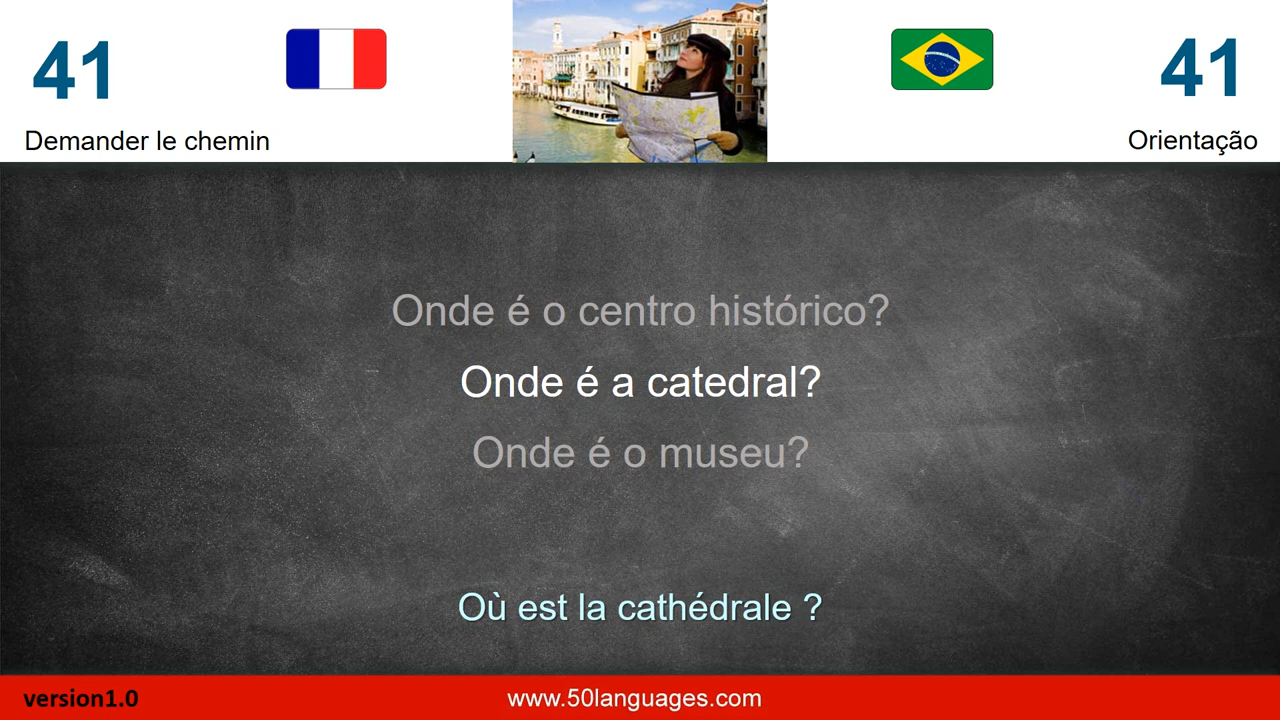 41
41
Demander le chemin
Orientação
Onde é o centro histórico?
Onde é a catedral?
Onde é o museu?
Où est la cathédrale ?
version1.0
www.50languages.com